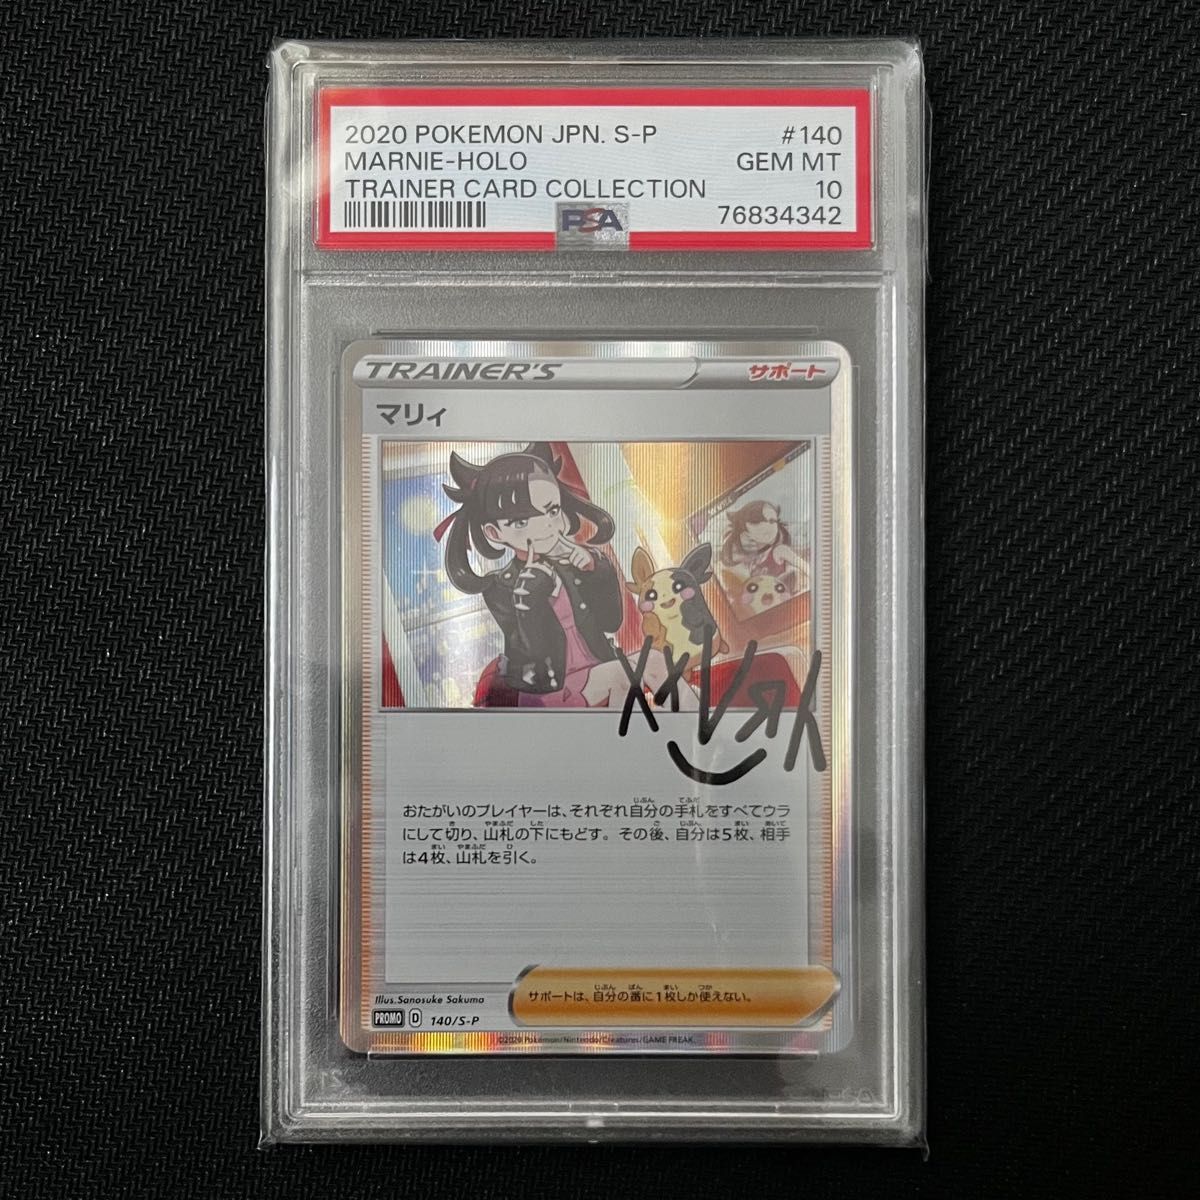 2020 POKEMON JPN. S-P #140
MARNIE-HOLO GEM MT
TRAINER CARD COLLECTION 10
PSA 76834342
TRAINER'S サポート
マリィ
おたがいのプレイヤーは、それぞれ自分の手札をすべてウラ
にして切り、山札の下にもどす。その後、自分は5枚、相手
は4枚、山札を引く。
サポートは、自分の番に1枚しか使えない。
Illus.Sanosuke Sakuma
PROMO D 140/S-P
©2020 Pokémon/Nintendo/Creatures/GAME FREAK.